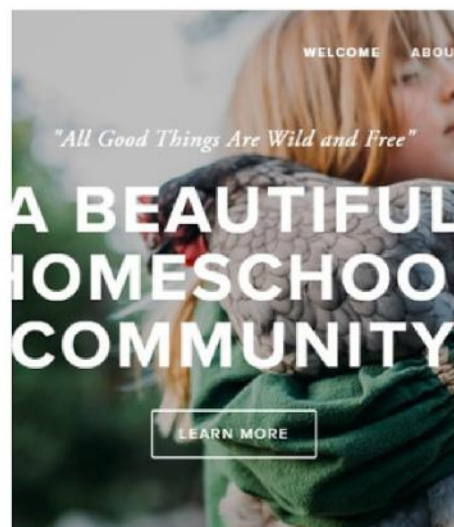 WELCOME ABOU
"All Good Things Are Wild and Free"
A BEAUTIFUL
HOMESCHOO
COMMUNITY
LEARN MORE